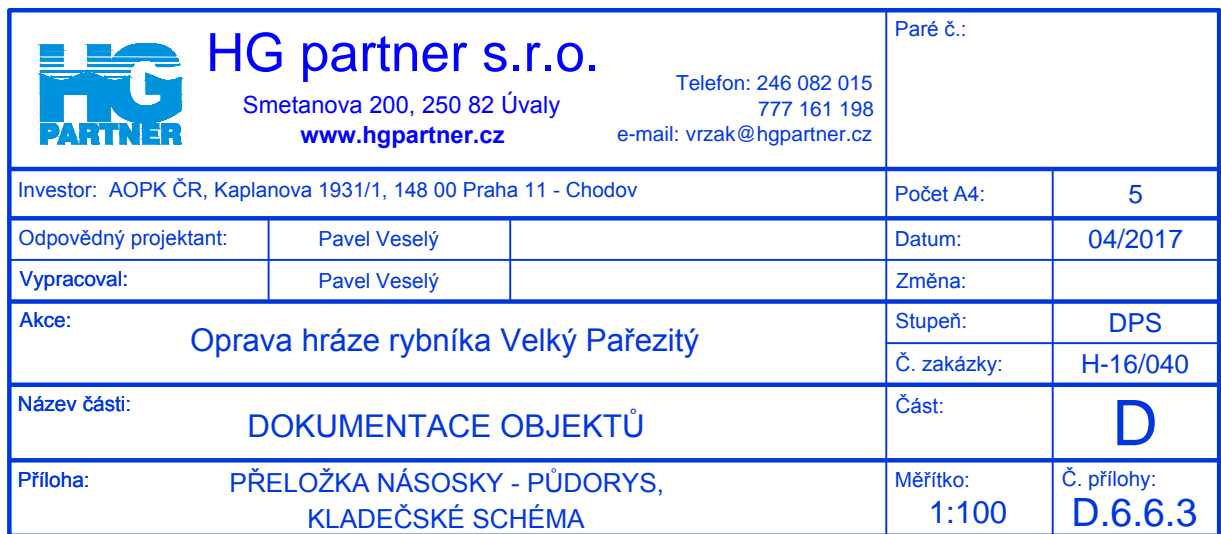 HG
PARTNER
HG partner s.r.o.
Smetanova 200, 250 82 Úvaly
www.hgpartner.cz
Telefon: 246 082 015
777 161 198
e-mail: vrzak@hgpartner.cz
Paré č.:
Investor: AOPK ČR, Kaplanova 1931/1, 148 00 Praha 11 - Chodov
Počet A4: 5
Odpovědný projektant: Pavel Veselý
Datum: 04/2017
Vypracoval: Pavel Veselý
Změna:
Akce:
Oprava hráze rybníka Velký Pařezitý
Stupeň: DPS
Č. zakázky: H-16/040
Název části:
DOKUMENTACE OBJEKTŮ
Část:
D
Příloha:
PŘELOŽKA NÁSOSKY - PŮDORYS,
KLADEČSKÉ SCHÉMA
Měřítko:
1:100
Č. přílohy:
D.6.6.3